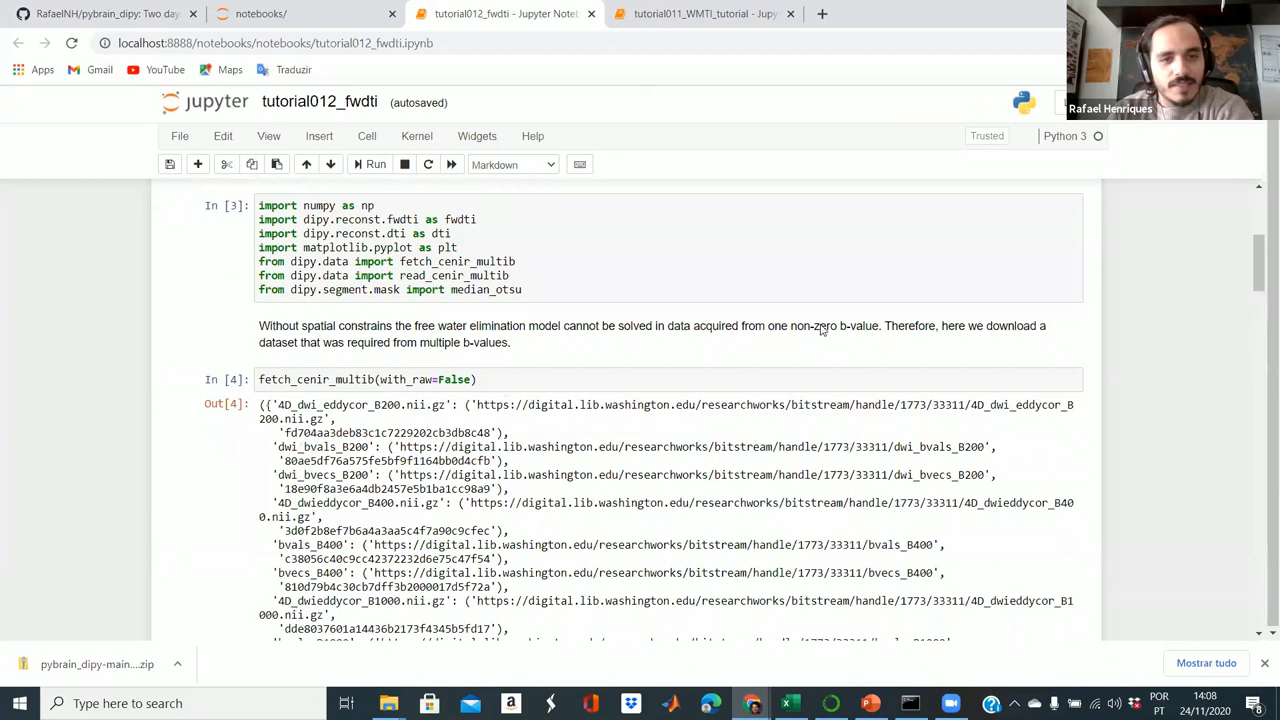 RafaelNH/pybrain_dipy: Two day
notebooks/
tutorial012_fwdti - Jupyter Note
tutorial011_WMTI_tutorial - Jupy
localhost:8888/notebooks/notebooks/tutorial012_fwdti.ipynb
Apps
Gmail
YouTube
Maps
Traduzir
Rafael Henriques
jupyter tutorial012_fwdti (autosaved)
File Edit View Insert Cell Kernel Widgets Help
Trusted
Python 3
Run
Markdown
In [3]:
import numpy as np
import dipy.reconst.fwdti as fwdti
import dipy.reconst.dti as dti
import matplotlib.pyplot as plt
from dipy.data import fetch_cenir_multib
from dipy.data import read_cenir_multib
from dipy.segment.mask import median_otsu
Without spatial constrains the free water elimination model cannot be solved in data acquired from one non-zero b-value. Therefore, here we download a
dataset that was required from multiple b-values.
In [4]: fetch_cenir_multib(with_raw=False)
Out[4]: ({'4D_dwi_eddycor_B200.nii.gz': ('https://digital.lib.washington.edu/researchworks/bitstream/handle/1773/33311/4D_dwi_eddycor_B
200.nii.gz',
'fd704aa3deb83c1c7229202cb3db8c48'),
'dwi_bvals_B200': ('https://digital.lib.washington.edu/researchworks/bitstream/handle/1773/33311/dwi_bvals_B200',
'80ae5df76a575fe5bf9f1164bb0d4cfb'),
'dwi_bvecs_B200': ('https://digital.lib.washington.edu/researchworks/bitstream/handle/1773/33311/dwi_bvecs_B200',
'18e90f8a3e6a4db2457e5b1ba1cc98a9'),
'4D_dwieddycor_B400.nii.gz': ('https://digital.lib.washington.edu/researchworks/bitstream/handle/1773/33311/4D_dwieddycor_B40
0.nii.gz',
'3d0f2b8ef7b6a4a3aa5c4f7a90c9cfec'),
'bvals_B400': ('https://digital.lib.washington.edu/researchworks/bitstream/handle/1773/33311/bvals_B400',
'c38056c40c9cc42372232d6e75c47f54'),
'bvecs_B400': ('https://digital.lib.washington.edu/researchworks/bitstream/handle/1773/33311/bvecs_B400',
'810d79b4c30cb7dff3b2000017d5f72a'),
'4D_dwieddycor_B1000.nii.gz': ('https://digital.lib.washington.edu/researchworks/bitstream/handle/1773/33311/4D_dwieddycor_B1
000.nii.gz',
'dde8037601a14436b2173f4345b5fd17'),
pybrain_dipy-main....zip
Mostrar tudo
Type here to search
POR
PT
14:08
24/11/2020
8